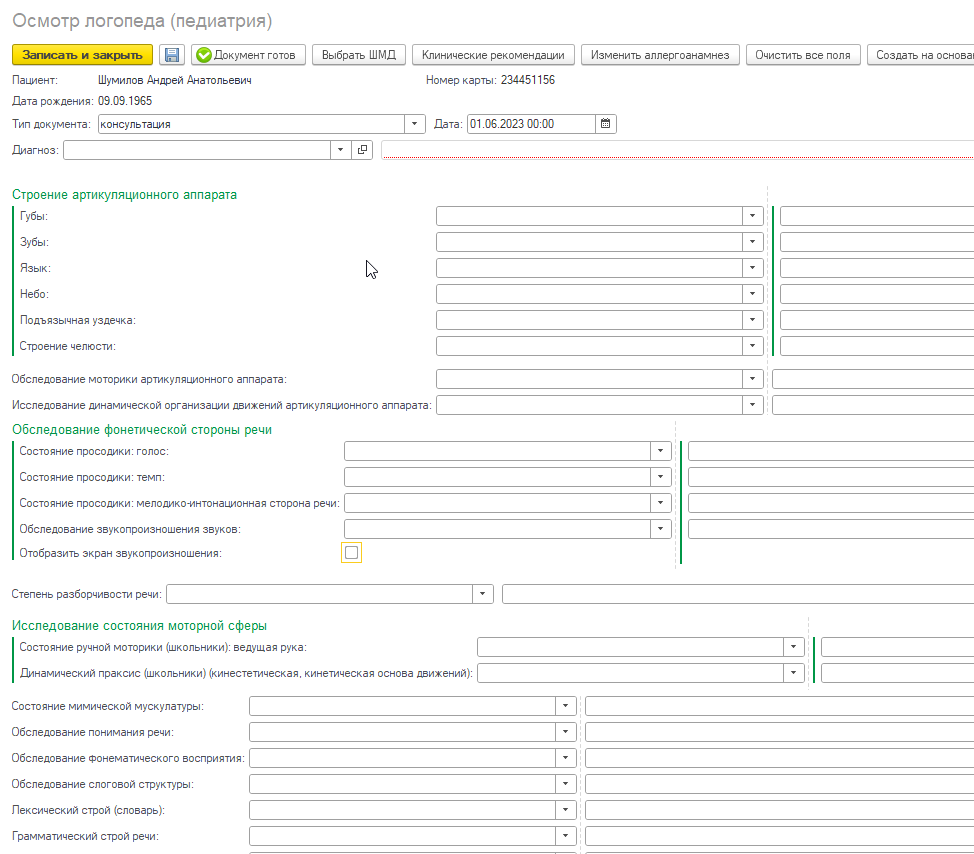 Осмотр логопеда (педиатрия)
Записать и закрыть Документ готов Выбрать ШМД Клинические рекомендации Изменить аллергоанамнез Очистить все поля Создать на основан
Пациент: Шумилов Андрей Анатольевич Номер карты: 234451156
Дата рождения: 09.09.1965
Тип документа: консультация Дата: 01.06.2023 00:00
Диагноз:
Строение артикуляционного аппарата
Губы:
Зубы:
Язык:
Небо:
Подъязычная уздечка:
Строение челюсти:
Обследование моторики артикуляционного аппарата:
Исследование динамической организации движений артикуляционного аппарата:
Обследование фонетической стороны речи
Состояние просодики: голос:
Состояние просодики: темп:
Состояние просодики: мелодико-интонационная сторона речи:
Обследование звукопроизношения звуков:
Отобразить экран звукопроизношения:
Степень разборчивости речи:
Исследование состояния моторной сферы
Состояние ручной моторики (школьники): ведущая рука:
Динамический праксис (школьники) (кинестетическая, кинетическая основа движений):
Состояние мимической мускулатуры:
Обследование понимания речи:
Обследование фонематического восприятия:
Обследование слоговой структуры:
Лексический строй (словарь):
Грамматический строй речи: